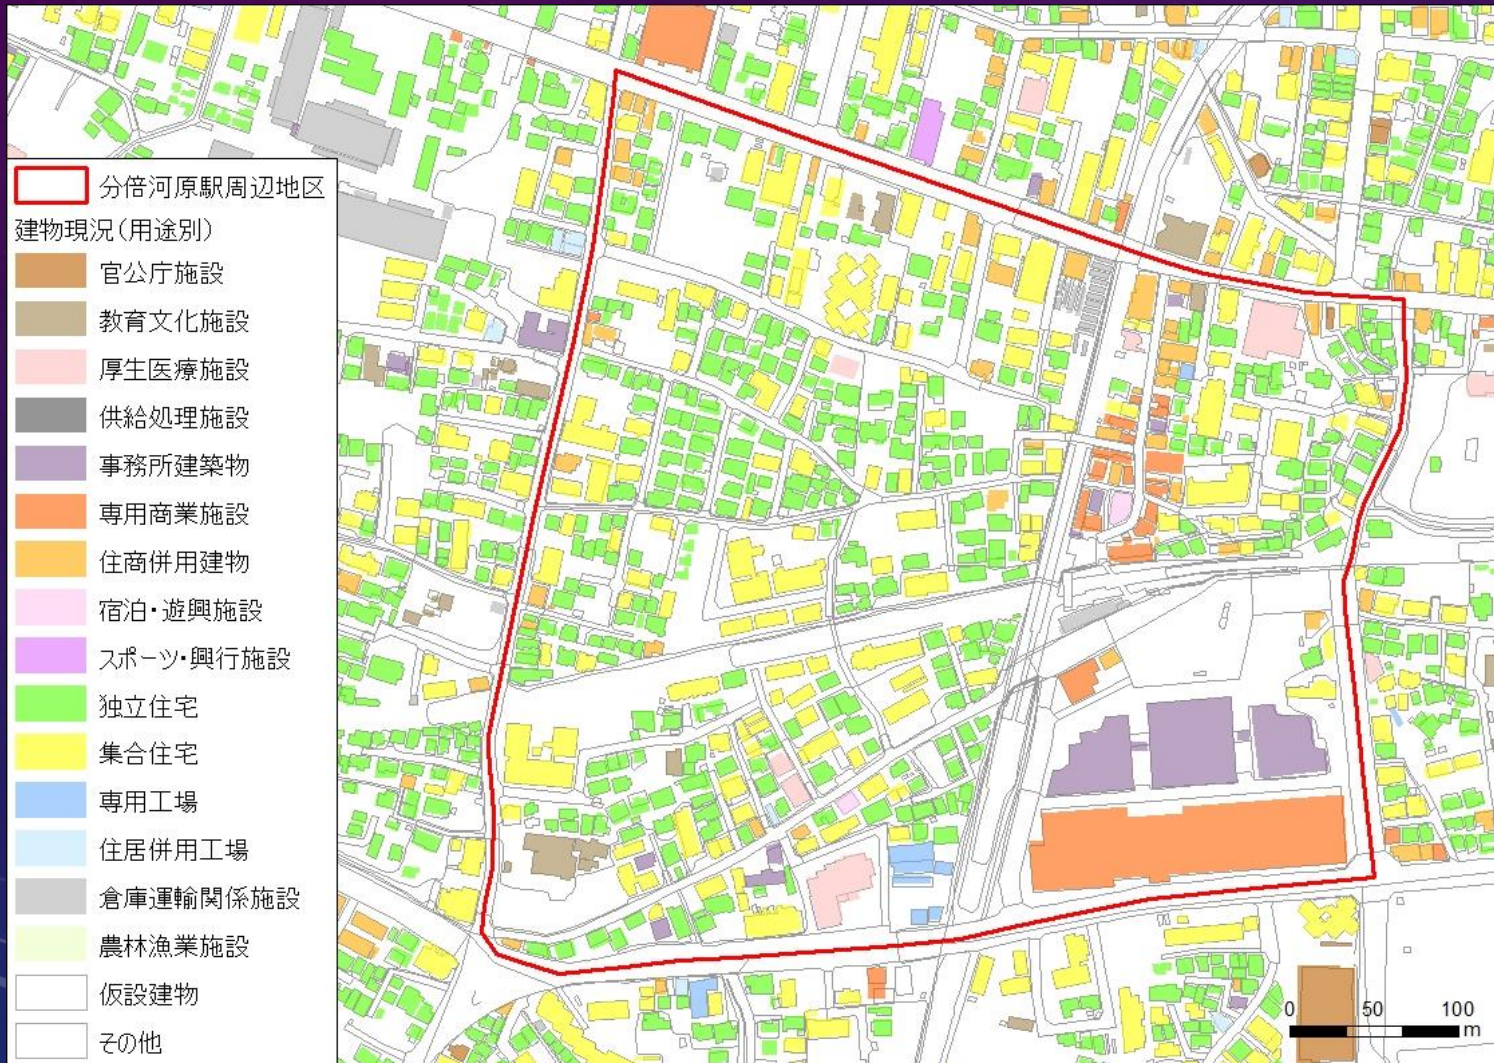 分倍河原駅周辺地区
建物現況(用途別)
官公庁施設
教育文化施設
厚生医療施設
供給処理施設
事務所建築物
専用商業施設
住商併用建物
宿泊・遊興施設
スポーツ・興行施設
独立住宅
集合住宅
専用工場
住居併用工場
倉庫運輸関係施設
農林漁業施設
仮設建物
その他
0 50 100
m